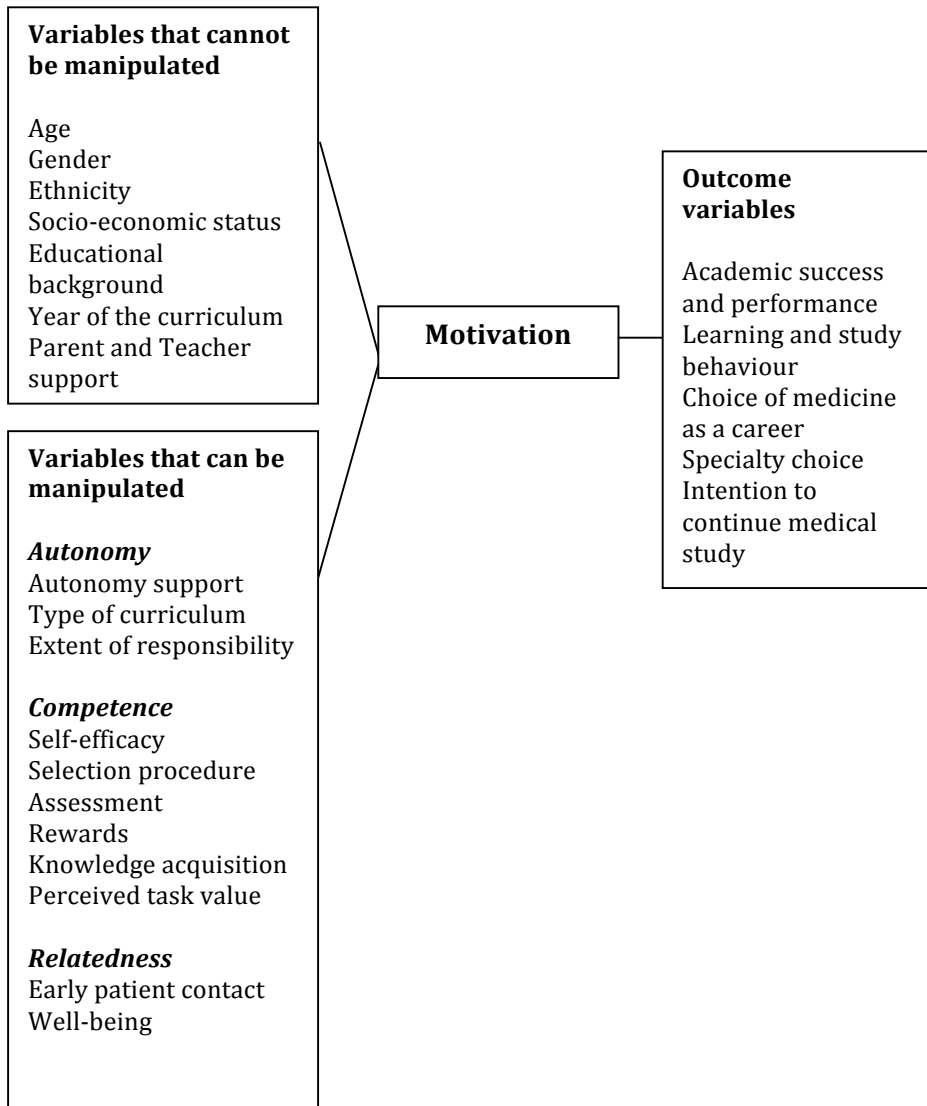 Variables that cannot
be manipulated
Age
Gender
Ethnicity
Socio-economic status
Educational
background
Year of the curriculum
Parent and Teacher
support
Variables that can be
manipulated
Autonomy
Autonomy support
Type of curriculum
Extent of responsibility
Competence
Self-efficacy
Selection procedure
Assessment
Rewards
Knowledge acquisition
Perceived task value
Relatedness
Early patient contact
Well-being
Motivation
Outcome
variables
Academic success
and performance
Learning and study
behaviour
Choice of medicine
as a career
Specialty choice
Intention to
continue medical
study